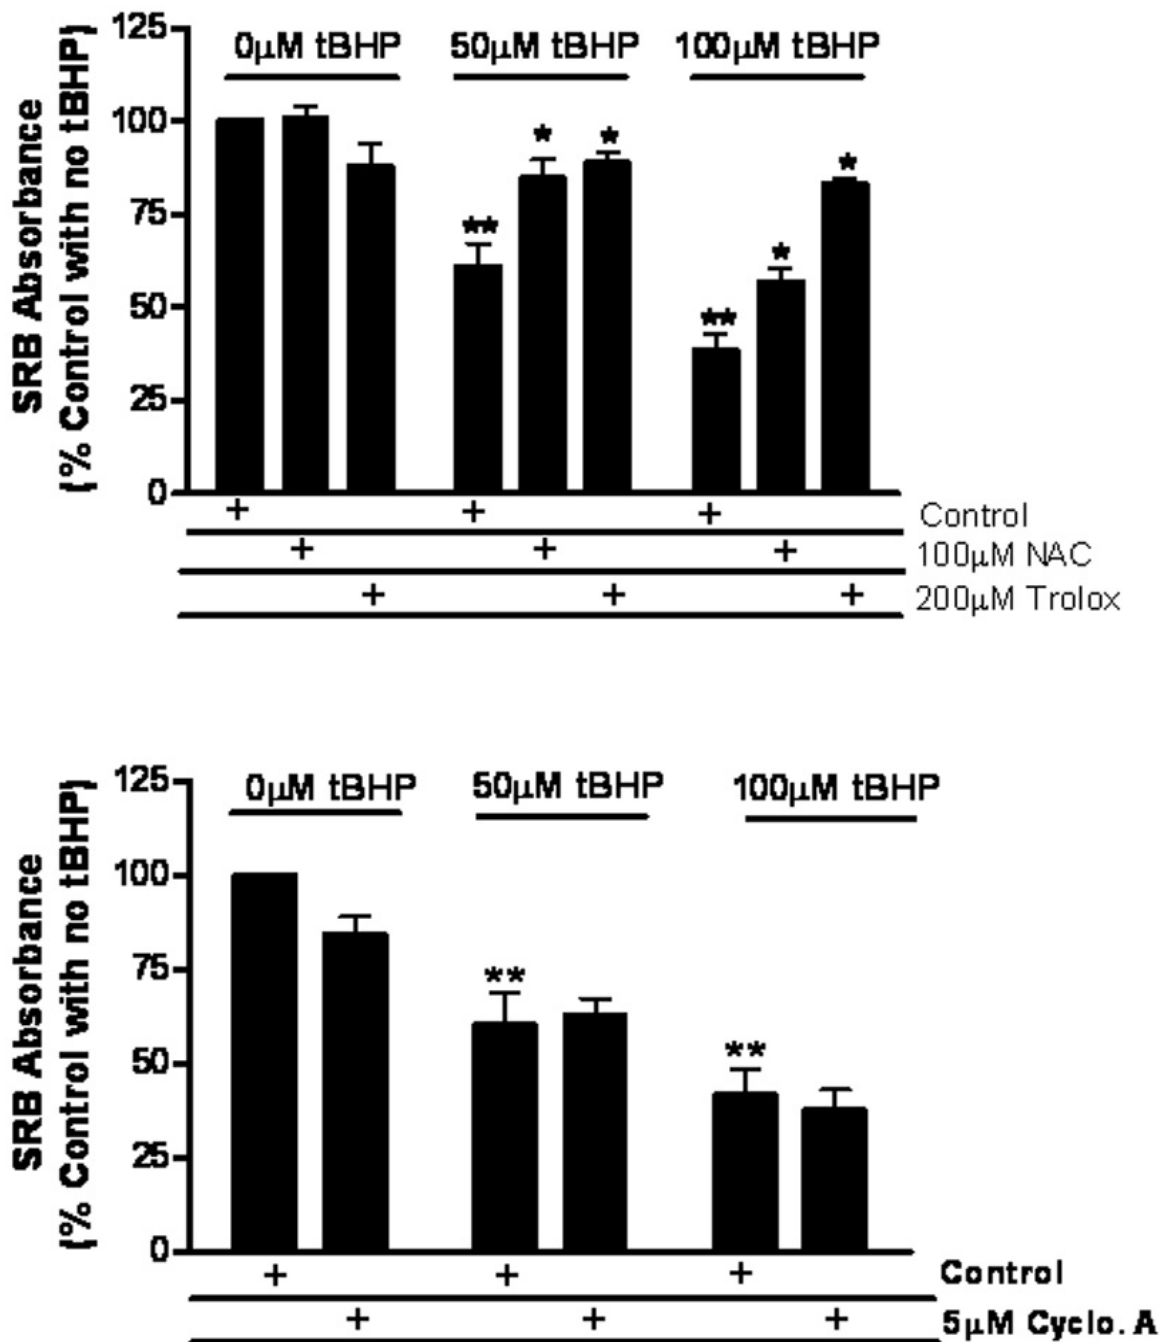 SRB Absorbance
(% Control with no tBHP)
125
100
75
50
25
0
0µM tBHP 50µM tBHP 100µM tBHP
* * *
** * **
+ + + Control
+ + + 100µM NAC
+ + + 200µM Trolox
SRB Absorbance
(% Control with no tBHP)
125
100
75
50
25
0
0µM tBHP 50µM tBHP 100µM tBHP
** **
+ + + Control
+ + + 5µM Cyclo. A